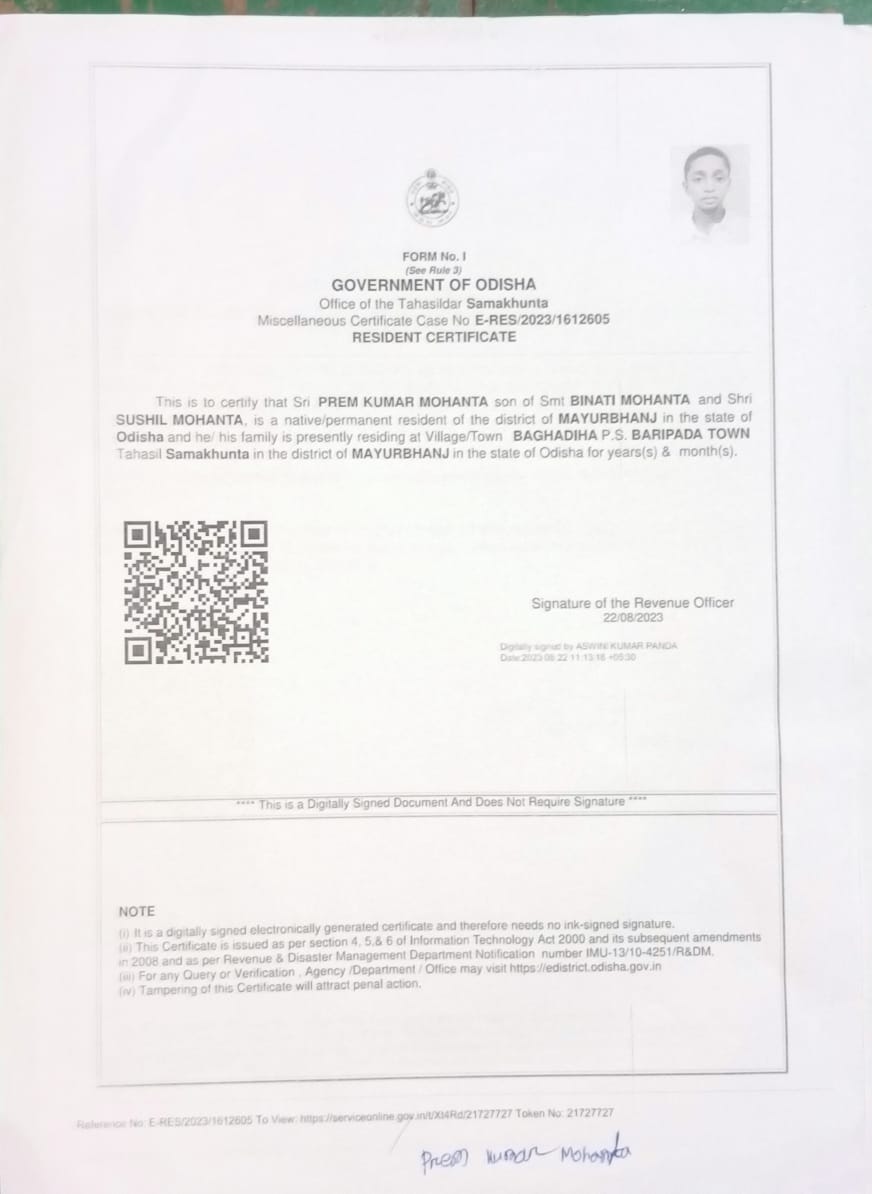 FORM No. I
(See Rule 3)
GOVERNMENT OF ODISHA
Office of the Tahasildar Samakhunta
Miscellaneous Certificate Case No E-RES/2023/1612605
RESIDENT CERTIFICATE
This is to certify that Sri PREM KUMAR MOHANTA son of Smt BINATI MOHANTA and Shri
SUSHIL MOHANTA, is a native/permanent resident of the district of MAYURBHANJ in the state of
Odisha and he/ his family is presently residing at Village/Town BAGHADIHA P.S. BARIPADA TOWN
Tahasil Samakhunta in the district of MAYURBHANJ in the state of Odisha for years(s) & month(s).
Signature of the Revenue Officer
22/08/2023
Digitally signed by ASWINI KUMAR PANDA
Date:2023.08.22 11:13:16 +05:30
**** This is a Digitally Signed Document And Does Not Require Signature ****
NOTE
(i) It is a digitally signed electronically generated certificate and therefore needs no ink-signed signature.
(ii) This Certificate is issued as per section 4, 5,& 6 of Information Technology Act 2000 and its subsequent amendments
in 2008 and as per Revenue & Disaster Management Department Notification number IMU-13/10-4251/R&DM.
(iii) For any Query or Verification , Agency /Department / Office may visit https://edistrict.odisha.gov.in
(iv) Tampering of this Certificate will attract penal action.
Reference No: E-RES/2023/1612605 To View: https://serviceonline.gov.in/t/Xt4Rd/21727727 Token No: 21727727
Prem Kumar Mohanta